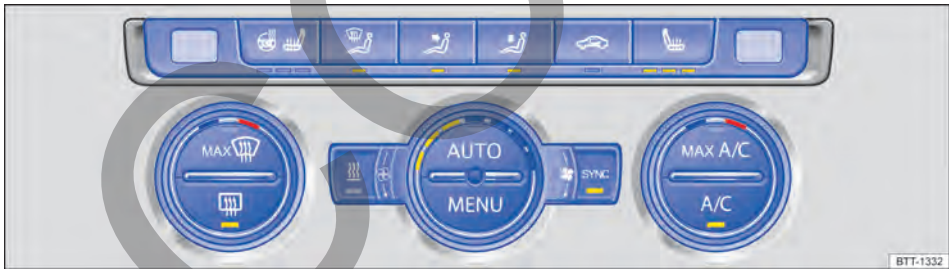 MAX
AUTO
MAX A/C
SYNC
MENU
A/C
BTT-1332